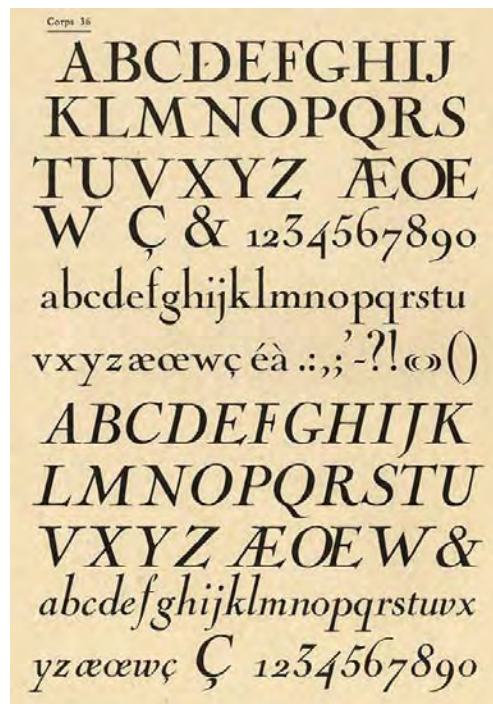 Corps 36
ABCDEFGHIJ
KLMNOPQRS
TUVXYZ ÆŒ
W Ç & 1234567890
abcdefghijklmnopqrstu
vxyzæœwç éà .:,;’-?!«»()
ABCDEFGHIJK
LMNOPQRSTU
VXYZ ÆŒW&
abcdefghijklmnopqrstuvx
yzæœwç Ç 1234567890